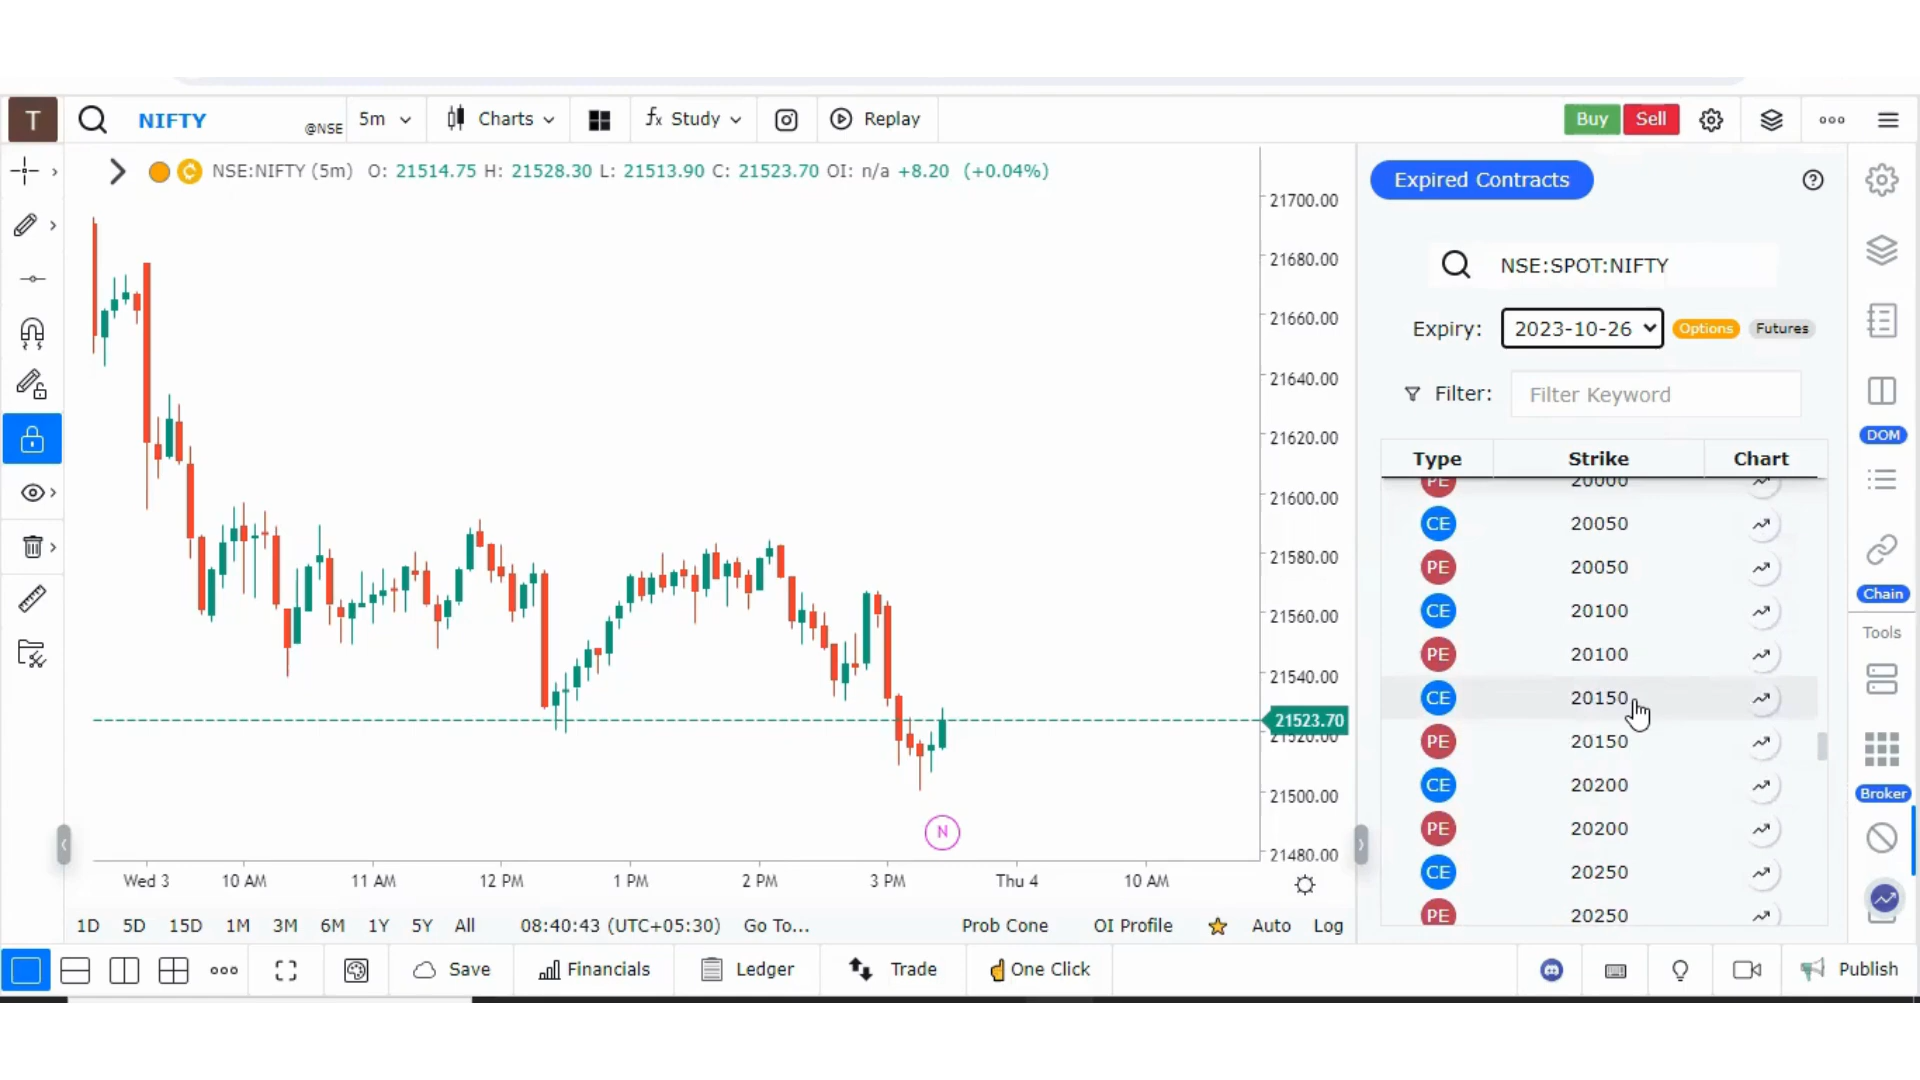 T
NIFTY
@NSE
5m
Charts
fx Study
Replay
Buy
Sell
NSE:NIFTY (5m) O: 21514.75 H: 21528.30 L: 21513.90 C: 21523.70 OI: n/a +8.20 (+0.04%)
21700.00
21680.00
21660.00
21640.00
21620.00
21600.00
21580.00
21560.00
21540.00
21523.70
21520.00
21500.00
21480.00
N
Wed 3
10 AM
11 AM
12 PM
1 PM
2 PM
3 PM
Thu 4
10 AM
1D 5D 15D 1M 3M 6M 1Y 5Y All
08:40:43 (UTC+05:30) Go To...
Prob Cone
OI Profile
Auto Log
Expired Contracts
NSE:SPOT:NIFTY
Expiry: 2023-10-26 Options Futures
Filter: Filter Keyword
Type Strike Chart
PE 20000
CE 20050
PE 20050
CE 20100
PE 20100
CE 20150
PE 20150
CE 20200
PE 20200
CE 20250
PE 20250
DOM
Chain
Tools
Broker
Save
Financials
Ledger
Trade
One Click
Publish